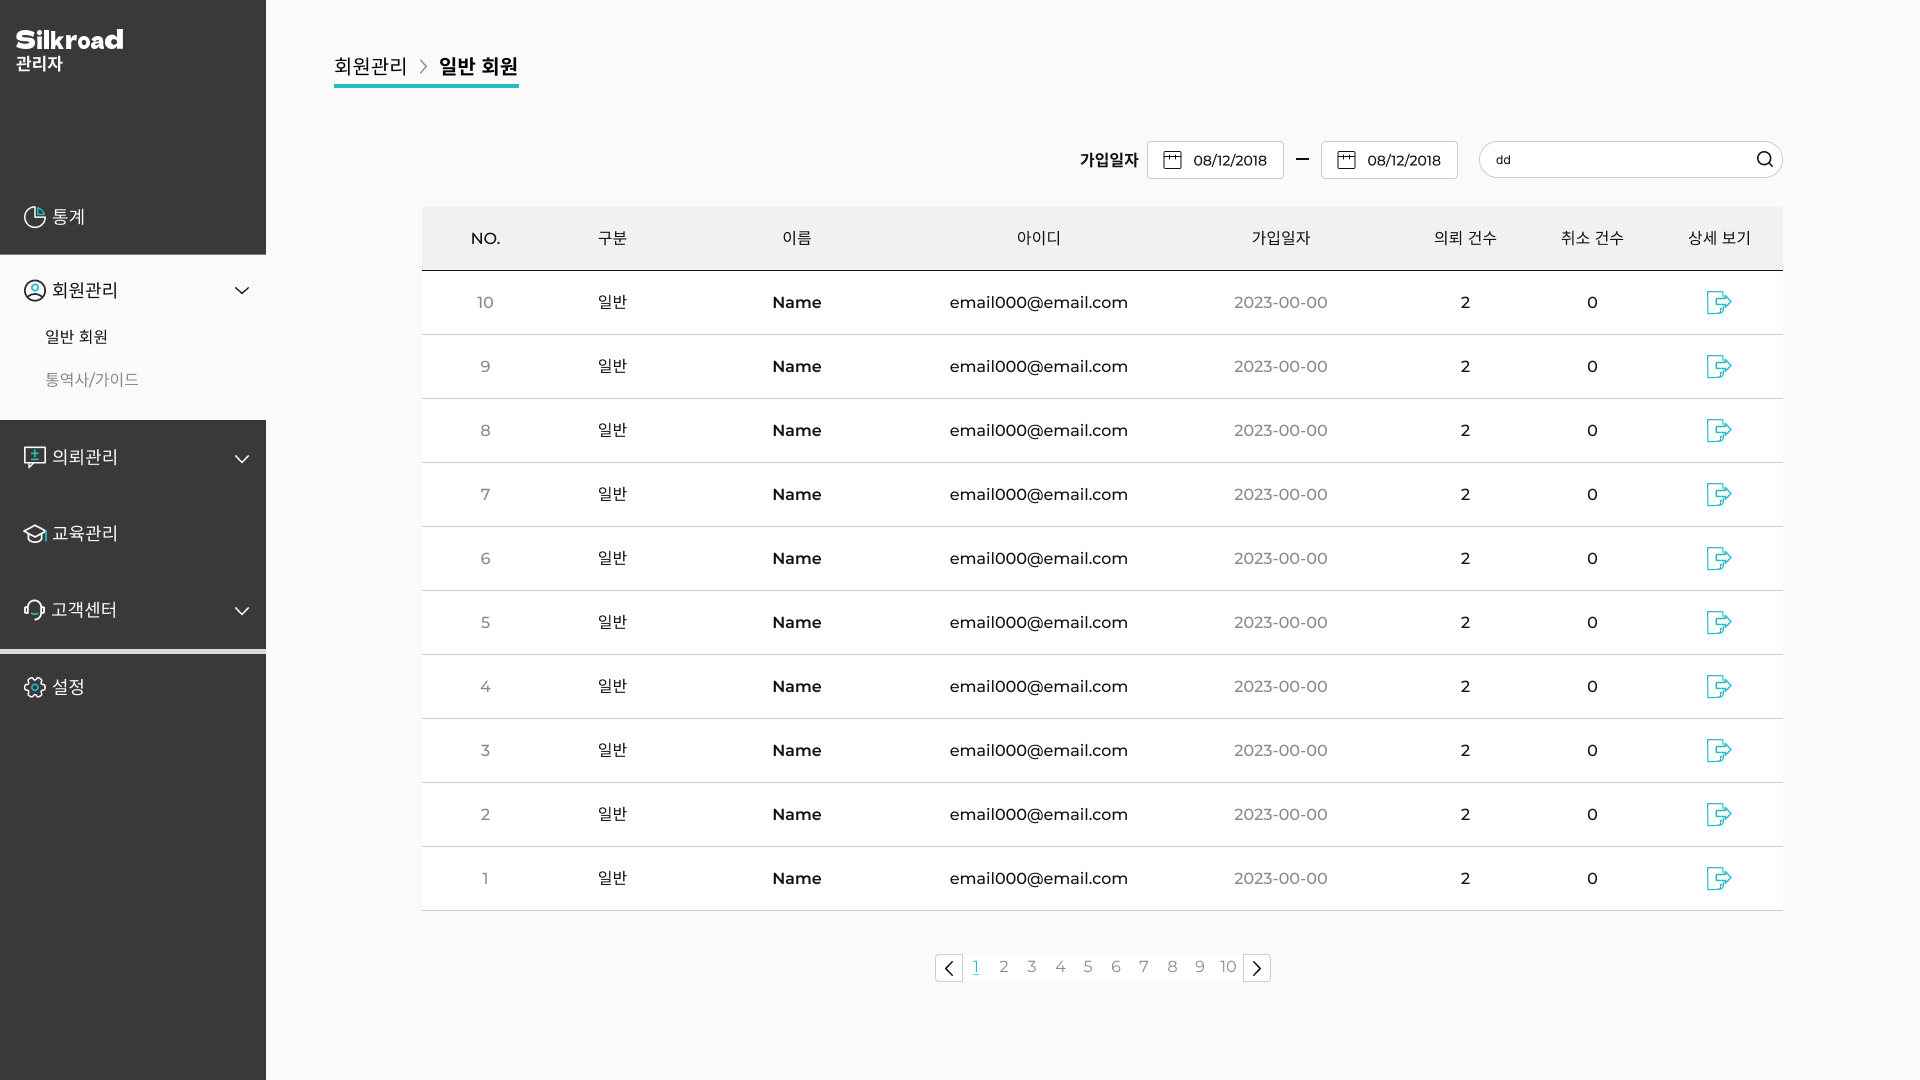 Silkroad
관리자
통계
회원관리
일반 회원
통역사/가이드
의뢰관리
교육관리
고객센터
설정
회원관리 > 일반 회원
가입일자 08/12/2018 — 08/12/2018 dd
NO. 구분 이름 아이디 가입일자 의뢰 건수 취소 건수 상세 보기
10 일반 Name email000@email.com 2023-00-00 2 0
9 일반 Name email000@email.com 2023-00-00 2 0
8 일반 Name email000@email.com 2023-00-00 2 0
7 일반 Name email000@email.com 2023-00-00 2 0
6 일반 Name email000@email.com 2023-00-00 2 0
5 일반 Name email000@email.com 2023-00-00 2 0
4 일반 Name email000@email.com 2023-00-00 2 0
3 일반 Name email000@email.com 2023-00-00 2 0
2 일반 Name email000@email.com 2023-00-00 2 0
1 일반 Name email000@email.com 2023-00-00 2 0
1 2 3 4 5 6 7 8 9 10